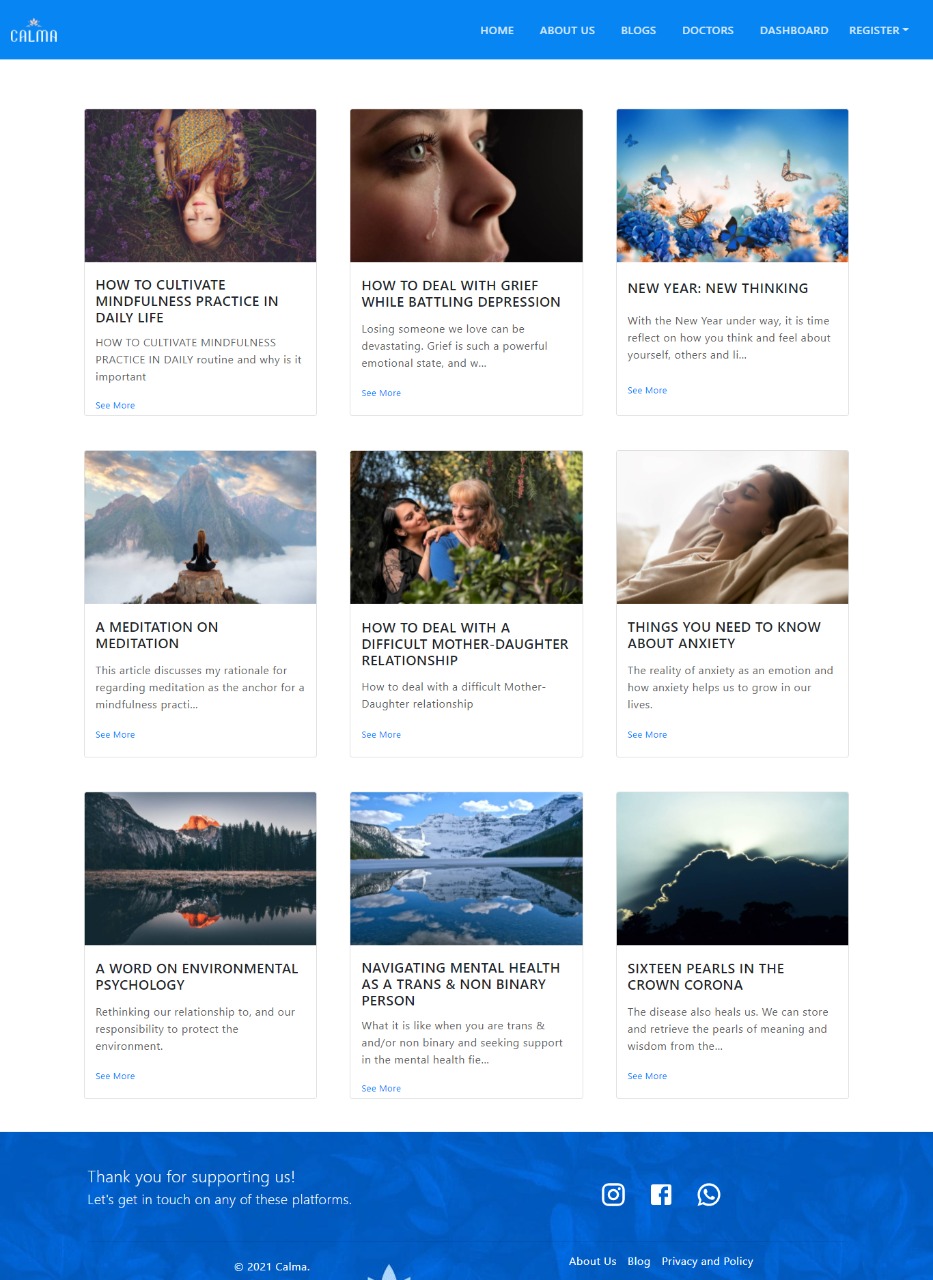 CALMA
HOME ABOUT US BLOGS DOCTORS DASHBOARD REGISTER
HOW TO CULTIVATE
MINDFULNESS PRACTICE IN
DAILY LIFE
HOW TO CULTIVATE MINDFULNESS
PRACTICE IN DAILY routine and why is it
important
See More
HOW TO DEAL WITH GRIEF
WHILE BATTLING DEPRESSION
Losing someone we love can be
devastating. Grief is such a powerful
emotional state, and w...
See More
NEW YEAR: NEW THINKING
With the New Year under way, it is time
reflect on how you think and feel about
yourself, others and li...
See More
A MEDITATION ON
MEDITATION
This article discusses my rationale for
regarding meditation as the anchor for a
mindfulness practi...
See More
HOW TO DEAL WITH A
DIFFICULT MOTHER-DAUGHTER
RELATIONSHIP
How to deal with a difficult Mother-
Daughter relationship
See More
THINGS YOU NEED TO KNOW
ABOUT ANXIETY
The reality of anxiety as an emotion and
how anxiety helps us to grow in our
lives.
See More
A WORD ON ENVIRONMENTAL
PSYCHOLOGY
Rethinking our relationship to, and our
responsibility to protect the
environment.
See More
NAVIGATING MENTAL HEALTH
AS A TRANS & NON BINARY
PERSON
What it is like when you are trans &
and/or non binary and seeking support
in the mental health fie...
See More
SIXTEEN PEARLS IN THE
CROWN CORONA
The disease also heals us. We can store
and retrieve the pearls of meaning and
wisdom from the...
See More
Thank you for supporting us!
Let's get in touch on any of these platforms.
© 2021 Calma.
About Us Blog Privacy and Policy